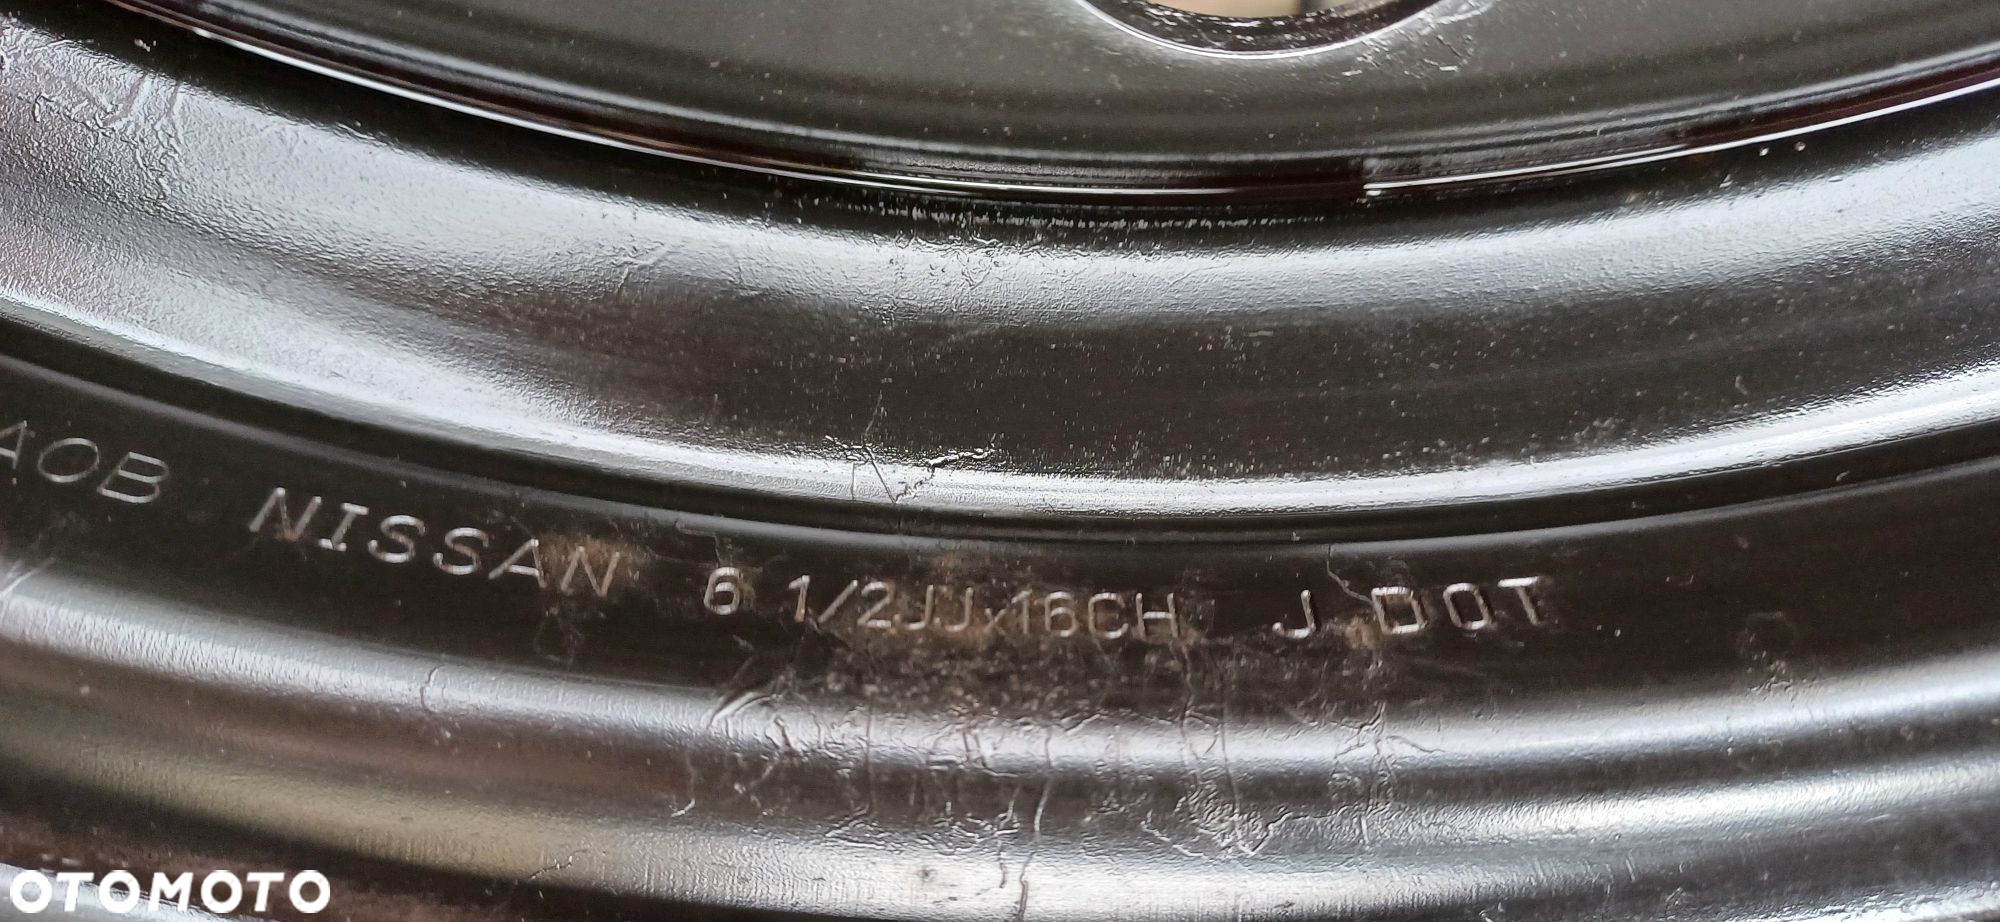 AOB NISSAN 6 1/2JJx16CH J DOT
OTOMOTO